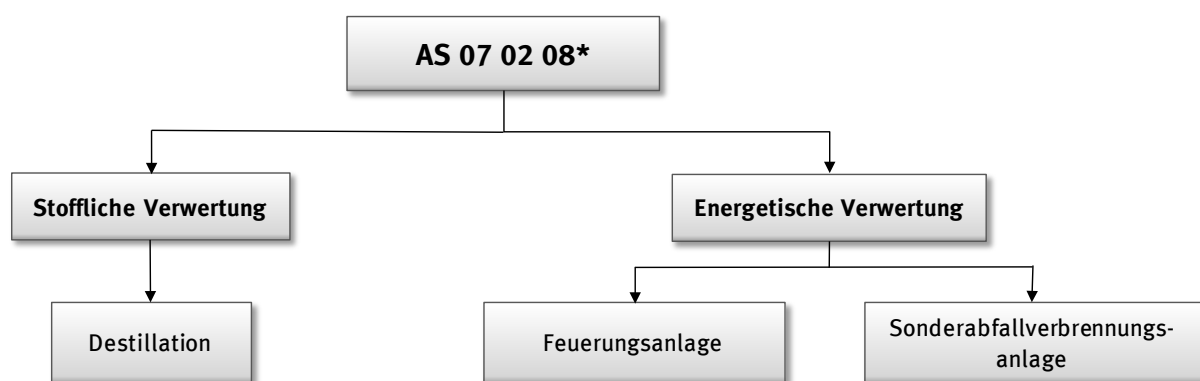 AS 07 02 08*
Stoffliche Verwertung
Energetische Verwertung
Destillation
Feuerungsanlage
Sonderabfallverbrennungs-
anlage